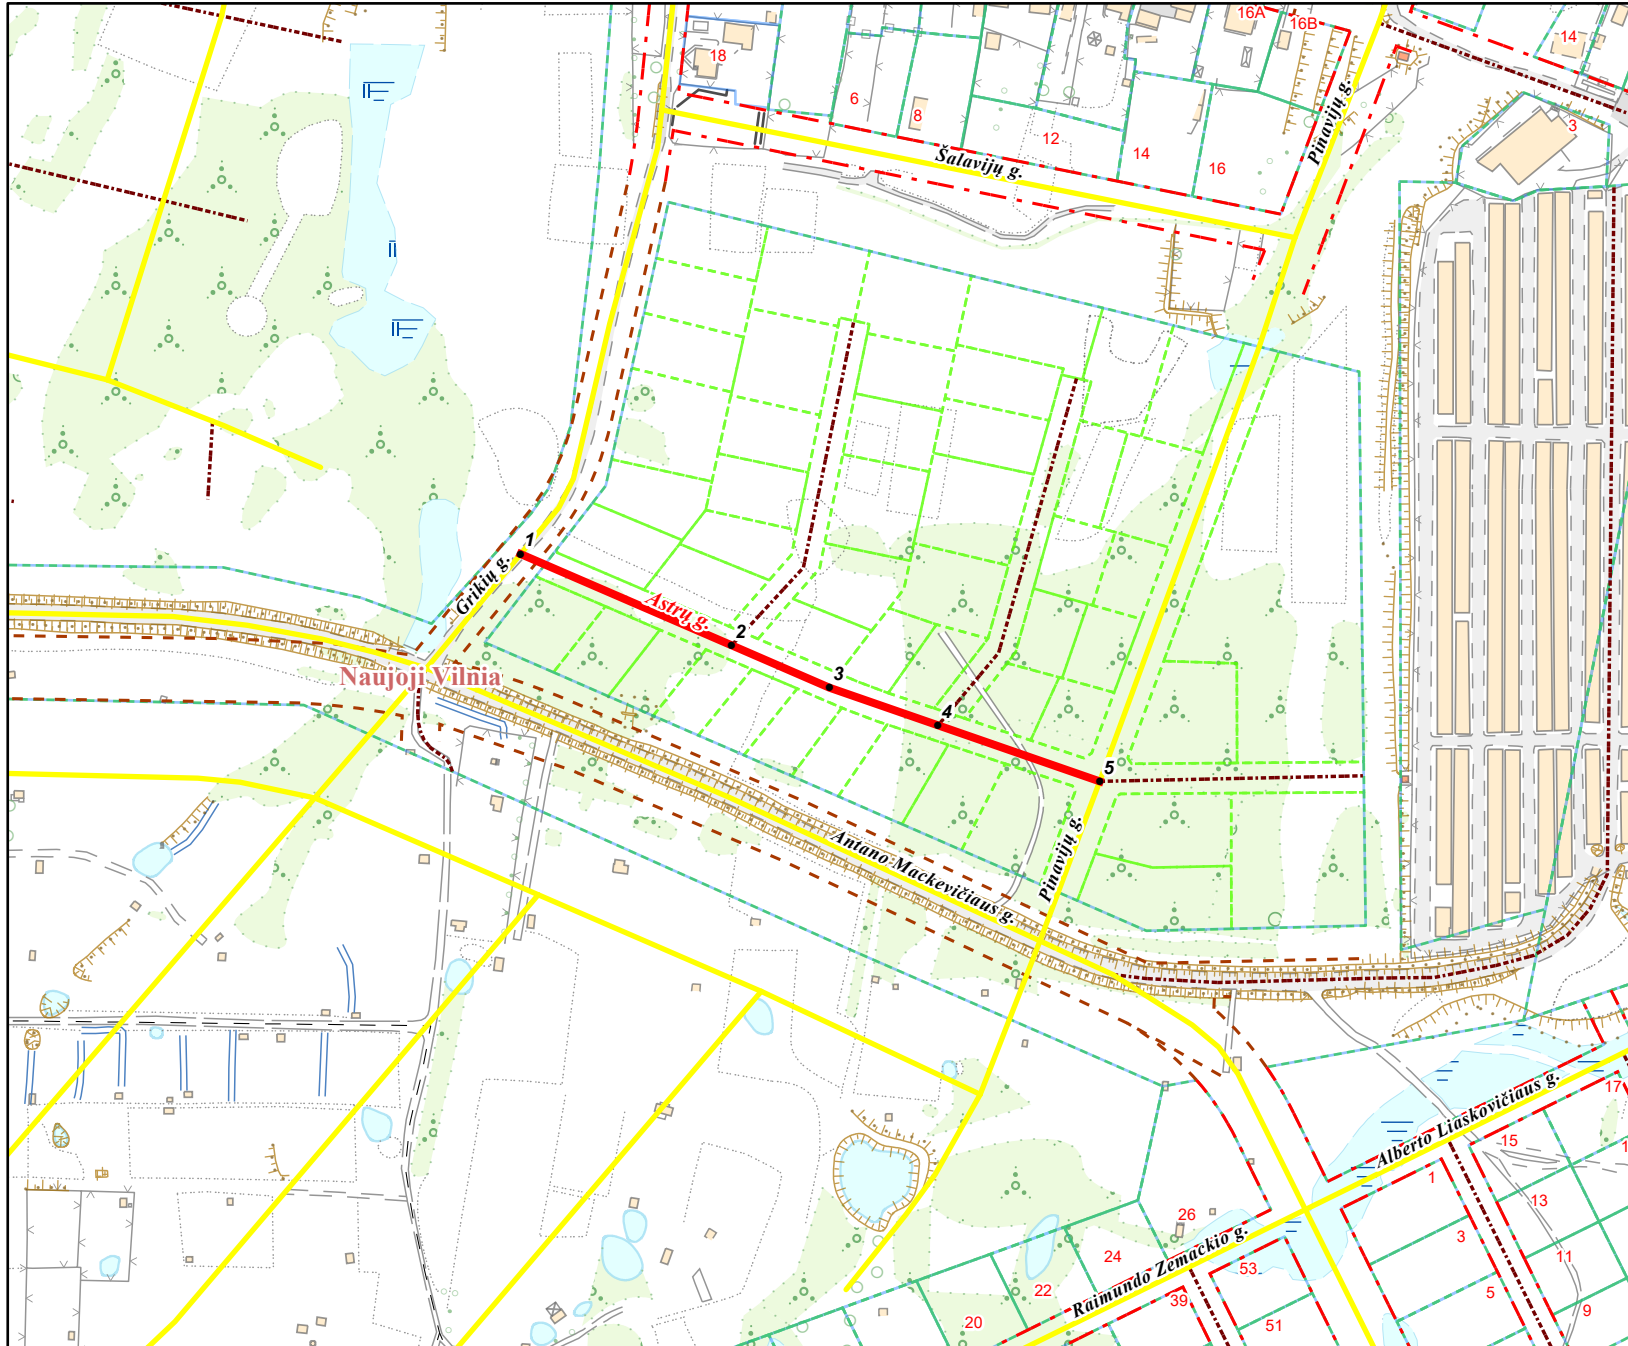 16A
16B
14
18
6
8
12
14
16
3
Pinavijų g.
Šalavijų g.
1
Grikių g.
Astrų g.
2
3
4
5
Naujoji Vilnia
Pinavijų g.
Antano Mackevičiaus g.
17
Alberto Liaskovičiaus g.
15
1
1
13
3
11
5
9
26
24
22
20
Raimundo Zemackio g.
53
39
51